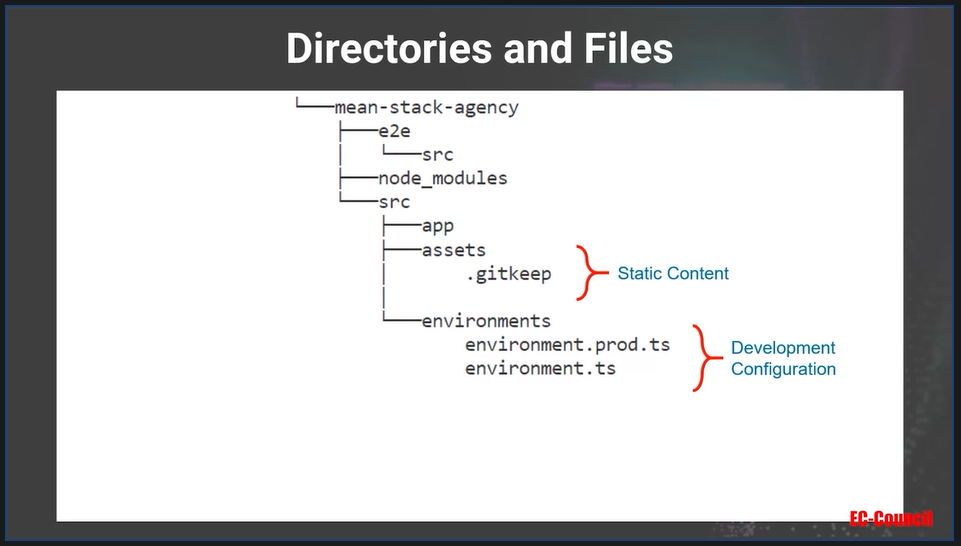 Directories and Files
└──mean-stack-agency
├──e2e
│ └──src
├──node_modules
└──src
├──app
├──assets
│ .gitkeep
Static Content
│
└──environments
environment.prod.ts
environment.ts
Development
Configuration
EC-Council